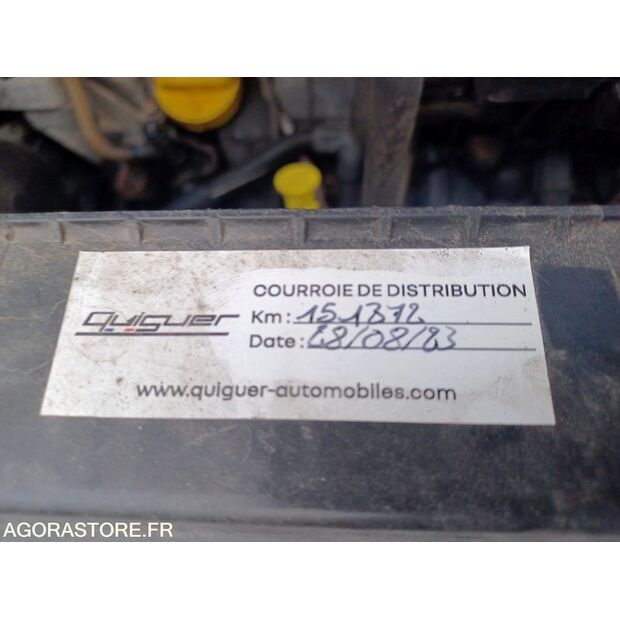 COURROIE DE DISTRIBUTION
quiguer
Km : 151372
Date : 28/08/23
www.quiguer-automobiles.com
AGORASTORE.FR